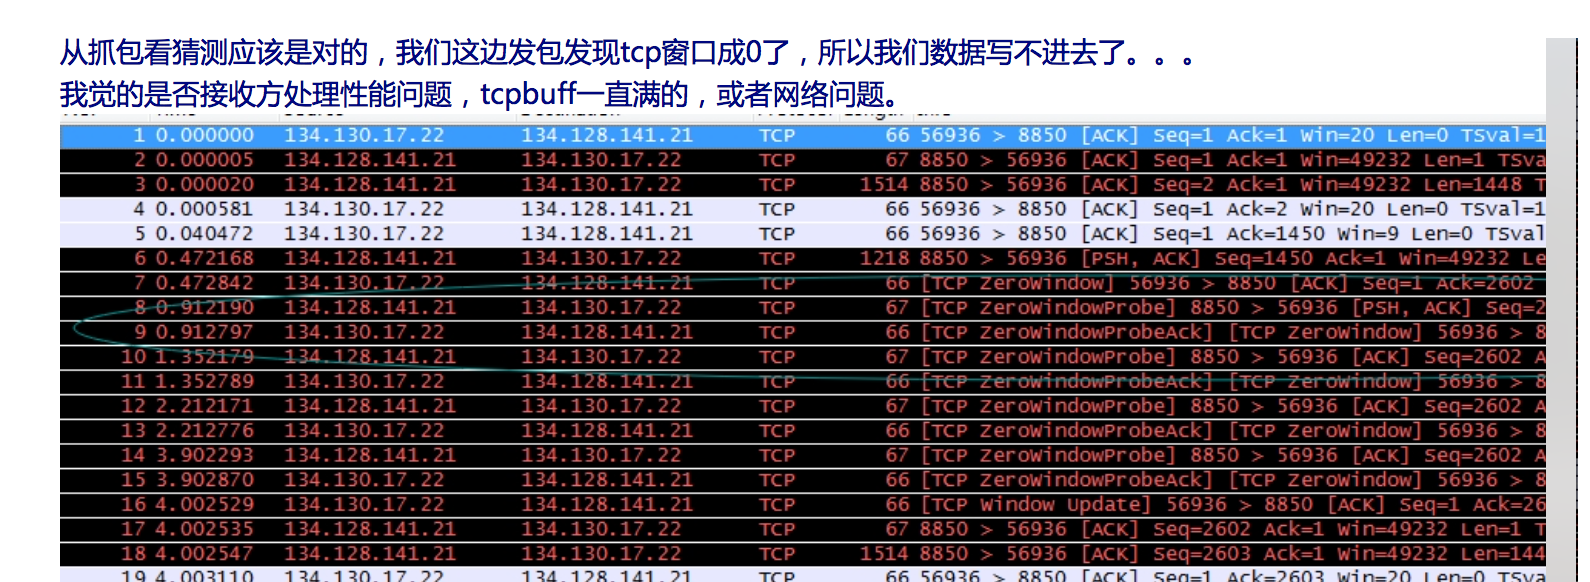 从抓包看猜测应该是对的，我们这边发包发现tcp窗口成0了，所以我们数据写不进去了。。。
我觉的是否接收方处理性能问题，tcpbuff一直满的，或者网络问题。
1 0.000000 134.130.17.22 134.128.141.21 TCP 66 56936 > 8850 [ACK] Seq=1 Ack=1 Win=20 Len=0 TSval=1
2 0.000005 134.128.141.21 134.130.17.22 TCP 67 8850 > 56936 [ACK] Seq=1 Ack=1 Win=49232 Len=1 TSva
3 0.000020 134.128.141.21 134.130.17.22 TCP 1514 8850 > 56936 [ACK] Seq=2 Ack=1 Win=49232 Len=1448 T
4 0.000581 134.130.17.22 134.128.141.21 TCP 66 56936 > 8850 [ACK] Seq=1 Ack=2 Win=20 Len=0 TSval=1
5 0.040472 134.130.17.22 134.128.141.21 TCP 66 56936 > 8850 [ACK] Seq=1 Ack=1450 Win=9 Len=0 TSval
6 0.472168 134.128.141.21 134.130.17.22 TCP 1218 8850 > 56936 [PSH, ACK] Seq=1450 Ack=1 Win=49232 Le
7 0.472842 134.130.17.22 134.128.141.21 TCP 66 [TCP ZeroWindow] 56936 > 8850 [ACK] Seq=1 Ack=2602
8 0.912190 134.128.141.21 134.130.17.22 TCP 67 [TCP ZeroWindowProbe] 8850 > 56936 [PSH, ACK] Seq=2
9 0.912797 134.130.17.22 134.128.141.21 TCP 66 [TCP ZeroWindowProbeAck] [TCP ZeroWindow] 56936 > 8
10 1.352179 134.128.141.21 134.130.17.22 TCP 67 [TCP ZeroWindowProbe] 8850 > 56936 [ACK] Seq=2602 A
11 1.352789 134.130.17.22 134.128.141.21 TCP 66 [TCP ZeroWindowProbeAck] [TCP ZeroWindow] 56936 > 8
12 2.212171 134.128.141.21 134.130.17.22 TCP 67 [TCP ZeroWindowProbe] 8850 > 56936 [ACK] Seq=2602 A
13 2.212776 134.130.17.22 134.128.141.21 TCP 66 [TCP ZeroWindowProbeAck] [TCP ZeroWindow] 56936 > 8
14 3.902293 134.128.141.21 134.130.17.22 TCP 67 [TCP ZeroWindowProbe] 8850 > 56936 [ACK] Seq=2602 A
15 3.902870 134.130.17.22 134.128.141.21 TCP 66 [TCP ZeroWindowProbeAck] [TCP ZeroWindow] 56936 > 8
16 4.002529 134.130.17.22 134.128.141.21 TCP 66 [TCP Window Update] 56936 > 8850 [ACK] Seq=1 Ack=26
17 4.002535 134.128.141.21 134.130.17.22 TCP 67 8850 > 56936 [ACK] Seq=2602 Ack=1 Win=49232 Len=1 T
18 4.002547 134.128.141.21 134.130.17.22 TCP 1514 8850 > 56936 [ACK] Seq=2603 Ack=1 Win=49232 Len=144
19 4.003110 134.130.17.22 134.128.141.21 TCP 66 56936 > 8850 [ACK] Seq=1 Ack=2603 Win=20 Len=0 TSva